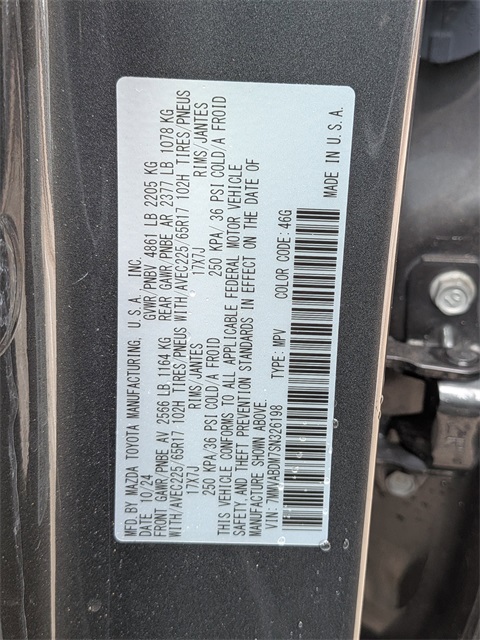 MFD. BY MAZDA TOYOTA MANUFACTURING, U.S.A., INC.
DATE 10/24 GVWR/PNBV 4861 LB 2205 KG
FRONT GAWR/PNBE AV 2566 LB 1164 KG REAR GAWR/PNBE AR 2377 LB 1078 KG
WITH/AVEC225/65R17 102H TIRES/PNEUS WITH/AVEC225/65R17 102H TIRES/PNEUS
17X7J RIMS/JANTES 17X7J RIMS/JANTES
250 KPA/36 PSI COLD/A FROID 250 KPA/ 36 PSI COLD/A FROID
THIS VEHICLE CONFORMS TO ALL APPLICABLE FEDERAL MOTOR VEHICLE
SAFETY AND THEFT PREVENTION STANDARDS IN EFFECT ON THE DATE OF
MANUFACTURE SHOWN ABOVE.
VIN: 7MMVABDM7SN326198 TYPE: MPV COLOR CODE: 46G
MADE IN U.S.A.